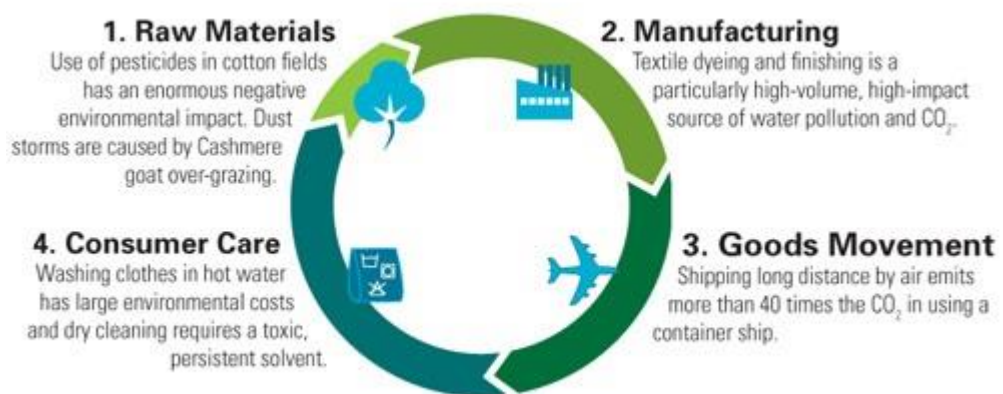 1. Raw Materials
Use of pesticides in cotton fields
has an enormous negative
environmental impact. Dust
storms are caused by Cashmere
goat over-grazing.
2. Manufacturing
Textile dyeing and finishing is a
particularly high-volume, high-impact
source of water pollution and CO₂.
3. Goods Movement
Shipping long distance by air emits
more than 40 times the CO₂ in using a
container ship.
4. Consumer Care
Washing clothes in hot water
has large environmental costs
and dry cleaning requires a toxic,
persistent solvent.